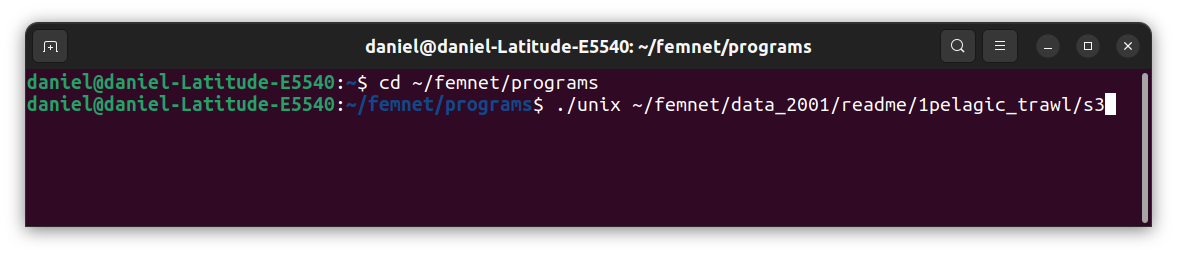 daniel@daniel-Latitude-E5540: ~/femnet/programs
daniel@daniel-Latitude-E5540:~$ cd ~/femnet/programs
daniel@daniel-Latitude-E5540:~/femnet/programs$ ./unix ~/femnet/data_2001/readme/1pelagic_trawl/s3